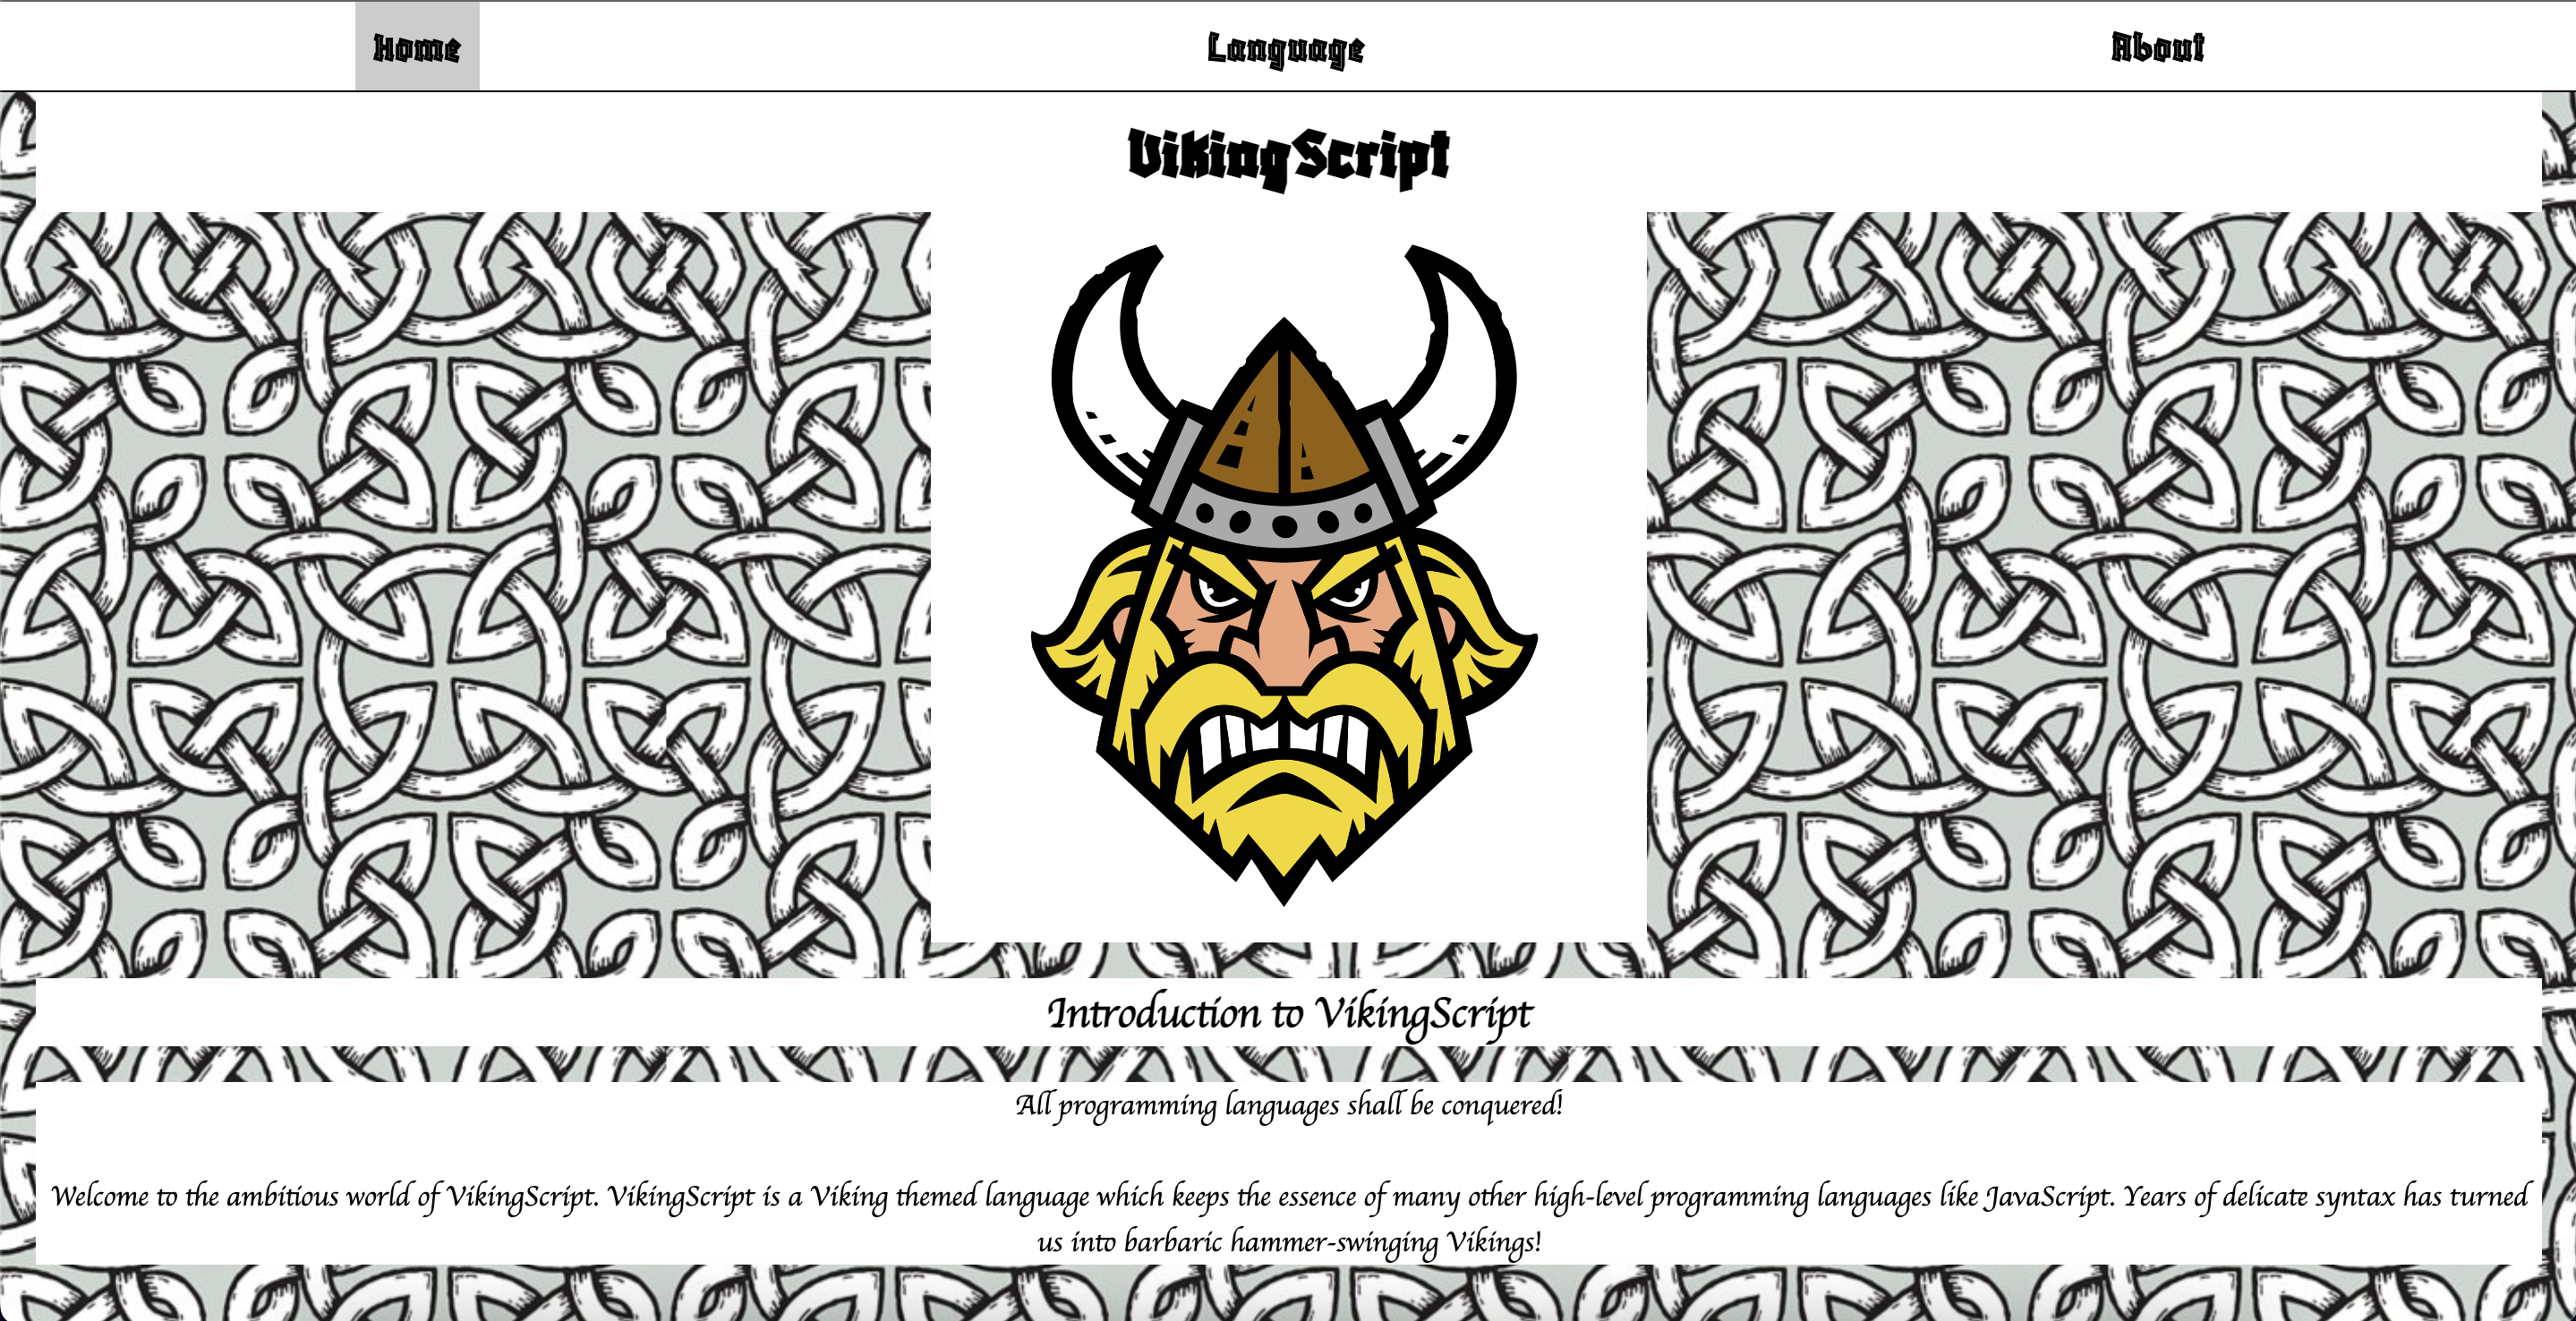 Home Language About
VikingScript
Introduction to VikingScript
All programming languages shall be conquered!
Welcome to the ambitious world of VikingScript. VikingScript is a Viking themed language which keeps the essence of many other high-level programming languages like JavaScript. Years of delicate syntax has turned
us into barbaric hammer-swinging Vikings!